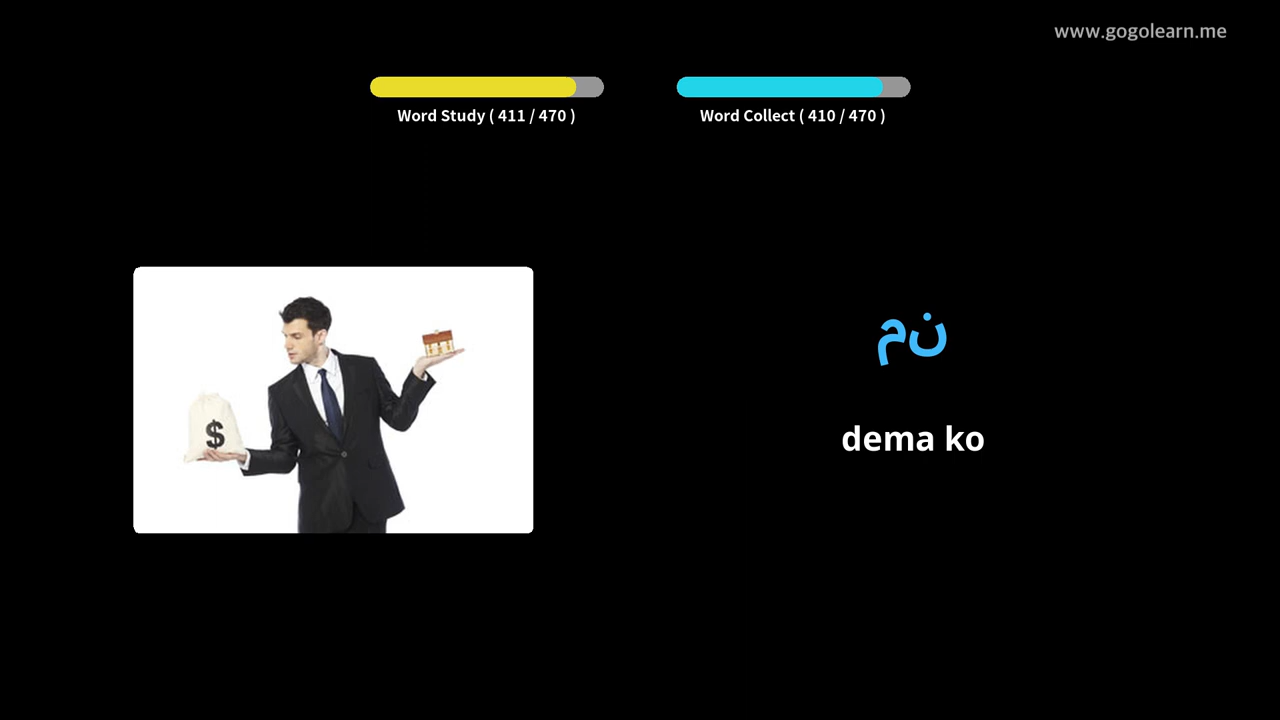 www.gogolearn.me
Word Study ( 411 / 470 )
Word Collect ( 410 / 470 )
$
ن م
dema ko